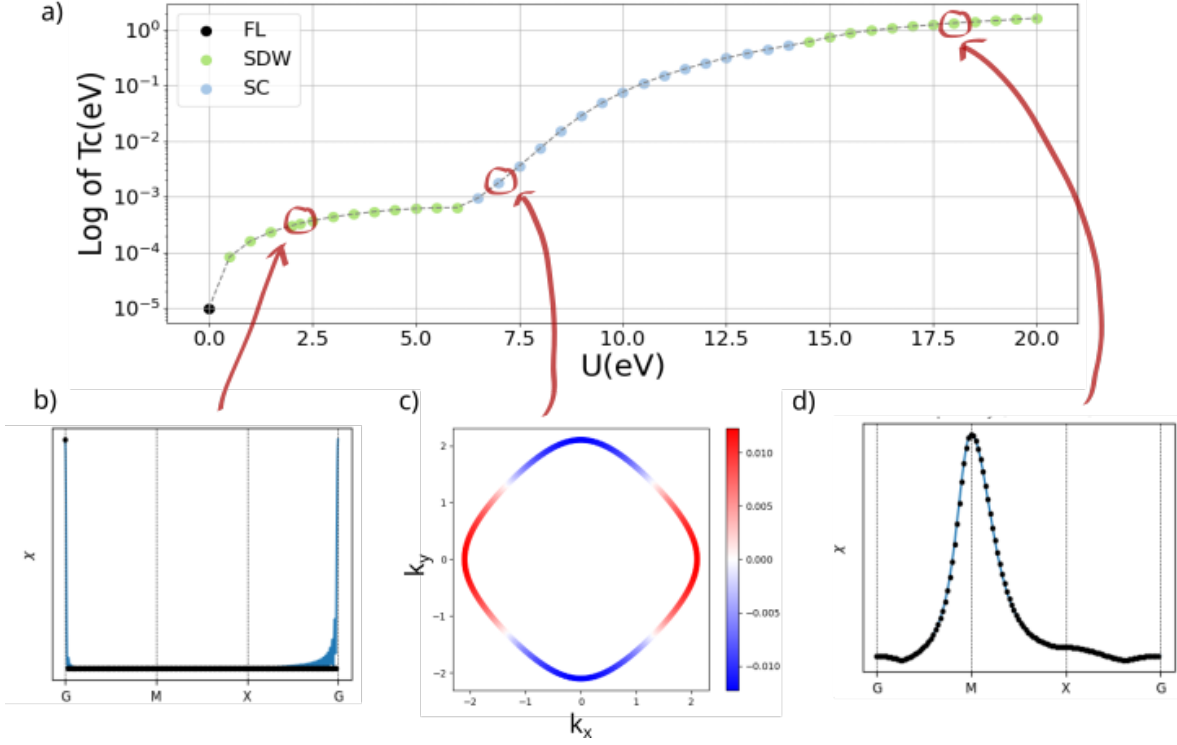 a)
Log of Tc(eV)
10⁰
10⁻¹
10⁻²
10⁻³
10⁻⁴
10⁻⁵
FL
SDW
SC
0.0 2.5 5.0 7.5 10.0 12.5 15.0 17.5 20.0
U(eV)
b)
χ
G M X G
c)
k_y
2
1
0
−1
−2
−2 −1 0 1 2
k_x
0.010
0.005
0.000
−0.005
−0.010
d)
χ
G M X G